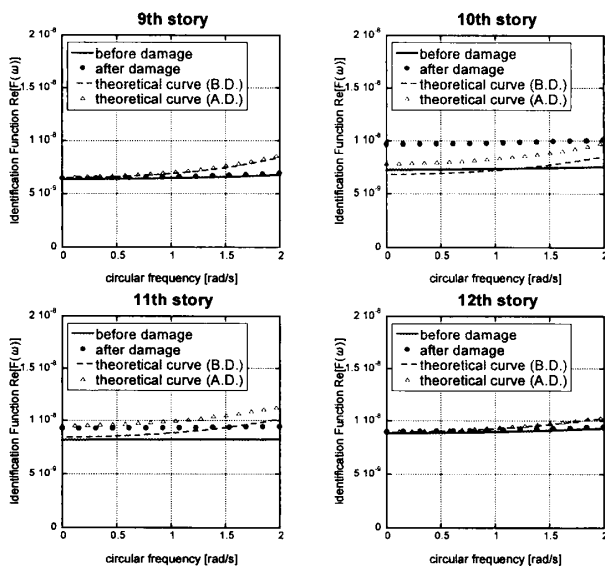 9th story
2 10⁻⁸
before damage
after damage
theoretical curve (B.D.)
theoretical curve (A.D.)
1.5 10⁻⁸
1 10⁻⁸
5 10⁻⁹
0
Identification Function Re[F(ω)]
0 0.5 1 1.5 2
circular frequency [rad/s]
10th story
2 10⁻⁸
before damage
after damage
theoretical curve (B.D.)
theoretical curve (A.D.)
1.5 10⁻⁸
1 10⁻⁸
5 10⁻⁹
0
Identification Function Re[F(ω)]
0 0.5 1 1.5 2
circular frequency [rad/s]
11th story
2 10⁻⁸
before damage
after damage
theoretical curve (B.D.)
theoretical curve (A.D.)
1.5 10⁻⁸
1 10⁻⁸
5 10⁻⁹
0
Identification Function Re[F(ω)]
0 0.5 1 1.5 2
circular frequency [rad/s]
12th story
2 10⁻⁸
before damage
after damage
theoretical curve (B.D.)
theoretical curve (A.D.)
1.5 10⁻⁸
1 10⁻⁸
5 10⁻⁹
0
Identification Function Re[F(ω)]
0 0.5 1 1.5 2
circular frequency [rad/s]